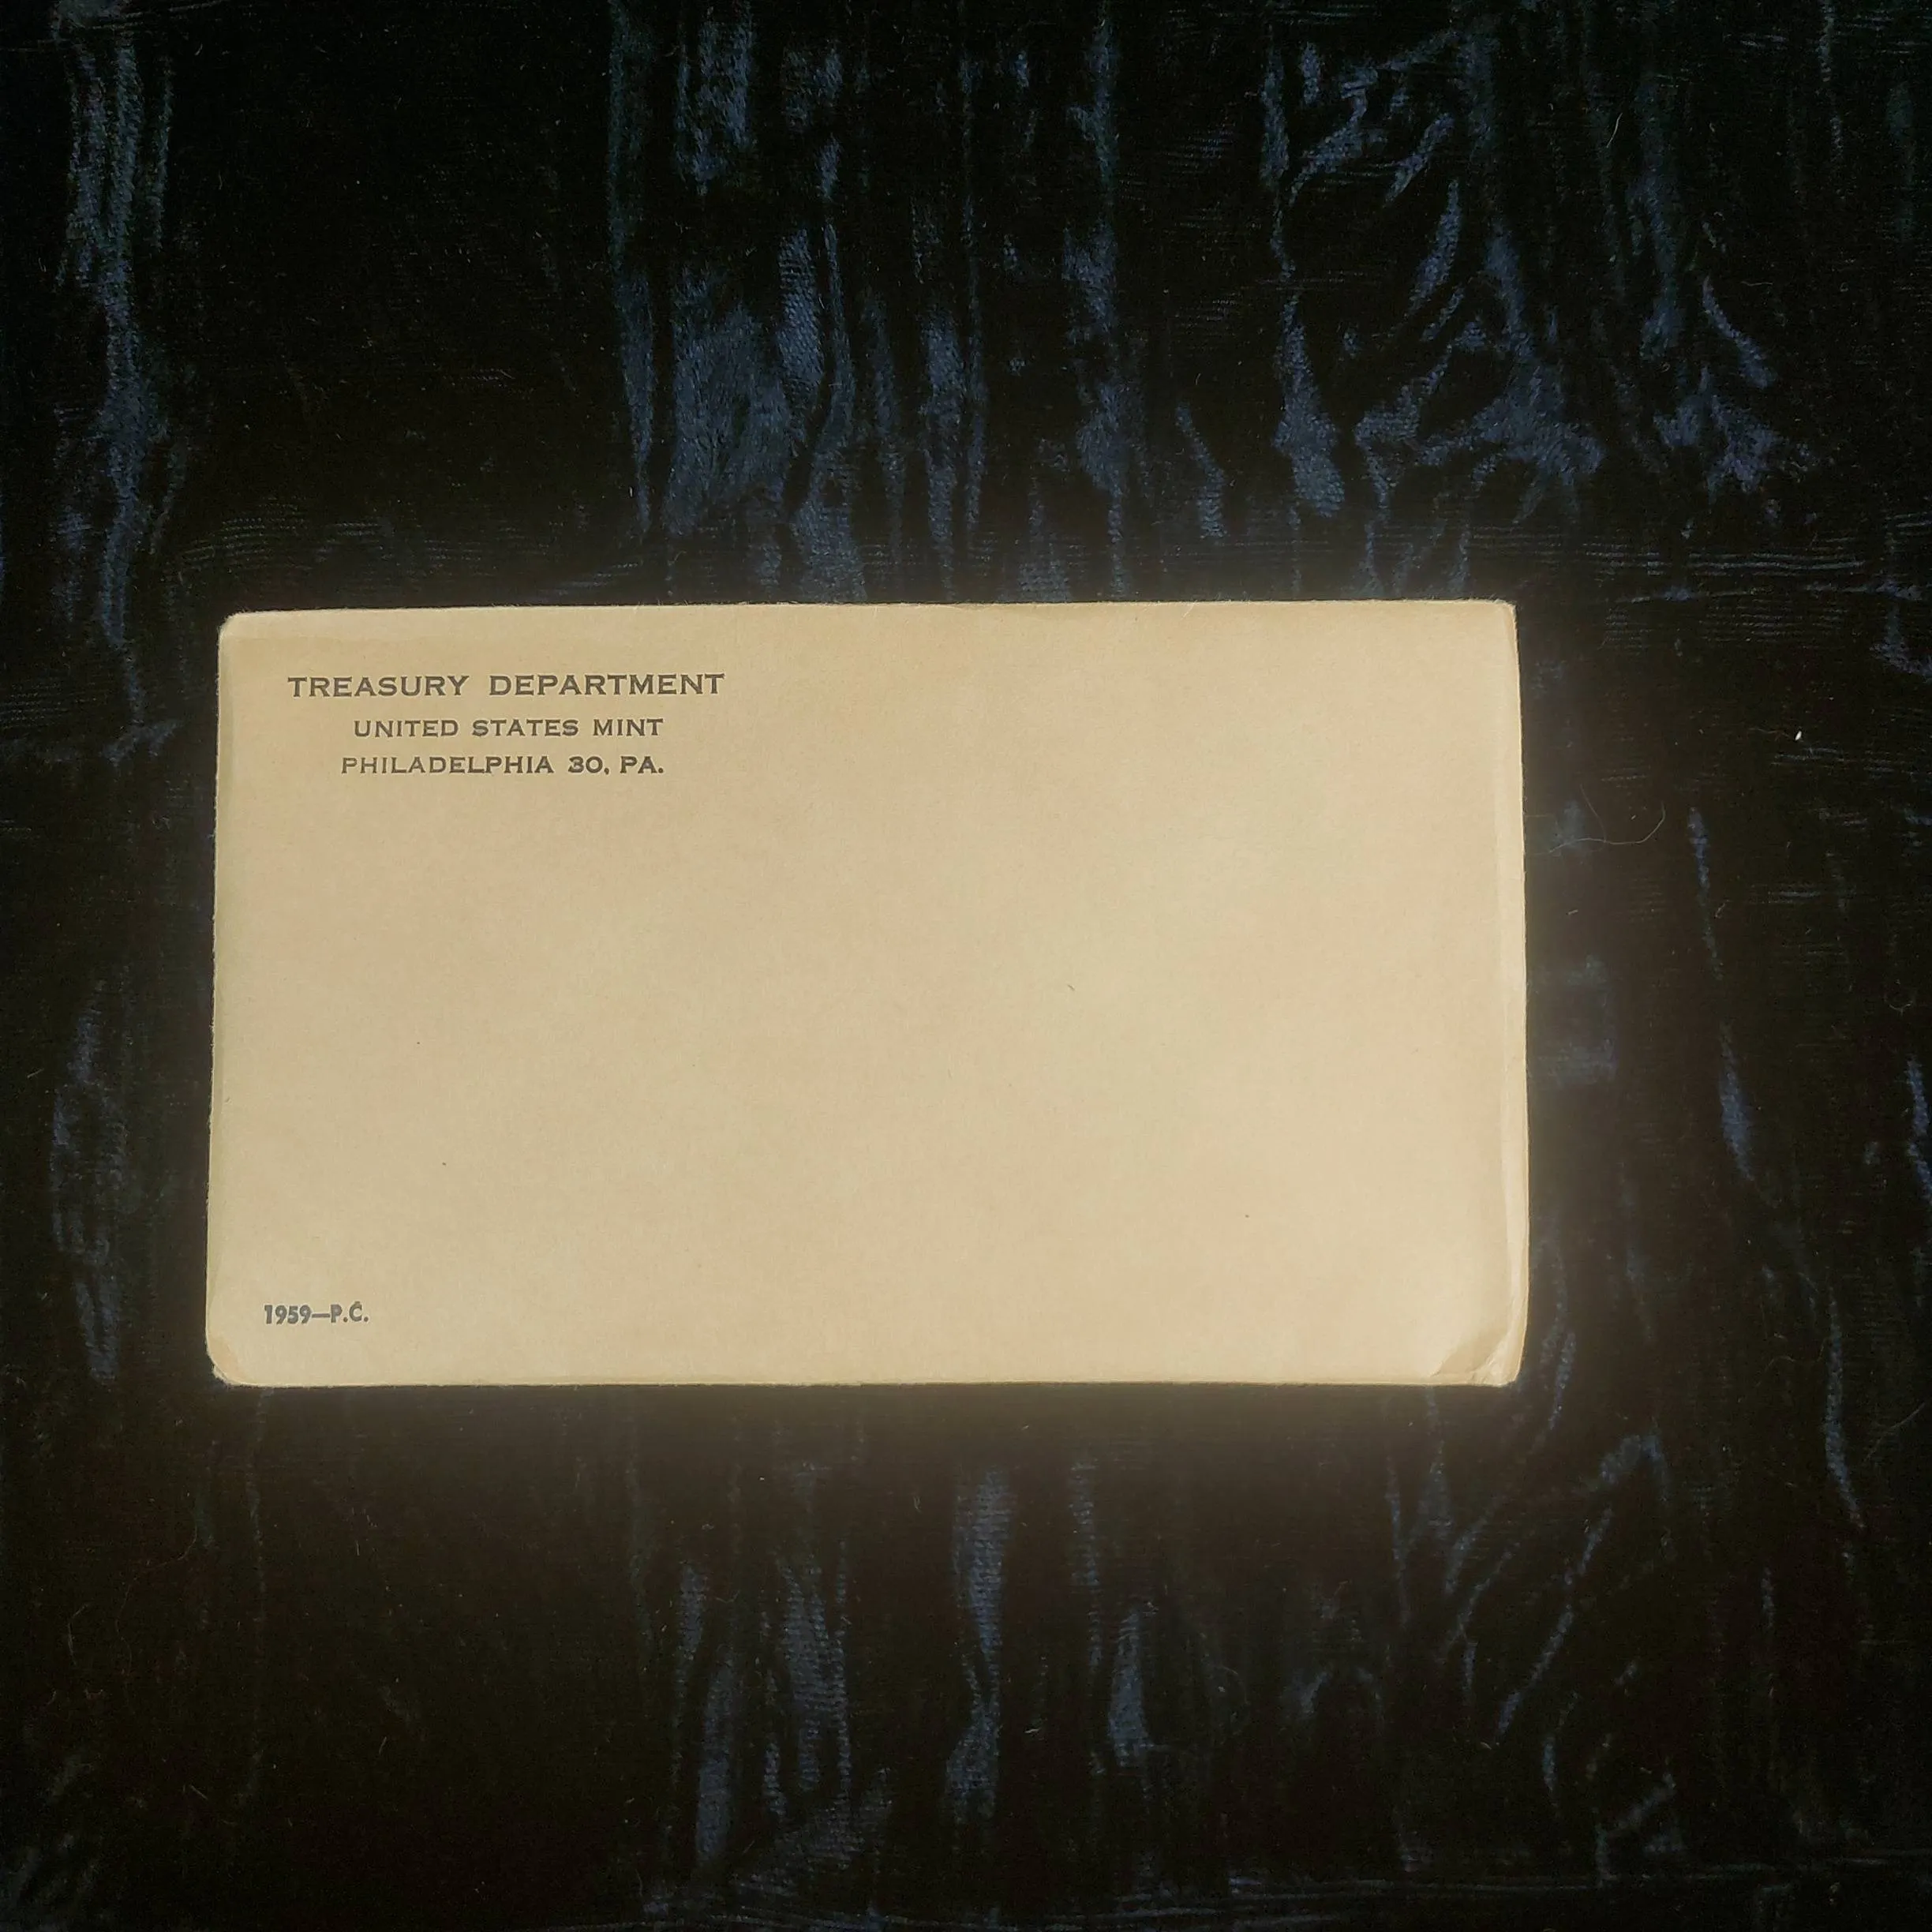 TREASURY DEPARTMENT
UNITED STATES MINT
PHILADELPHIA 30, PA.
1959—P.C.